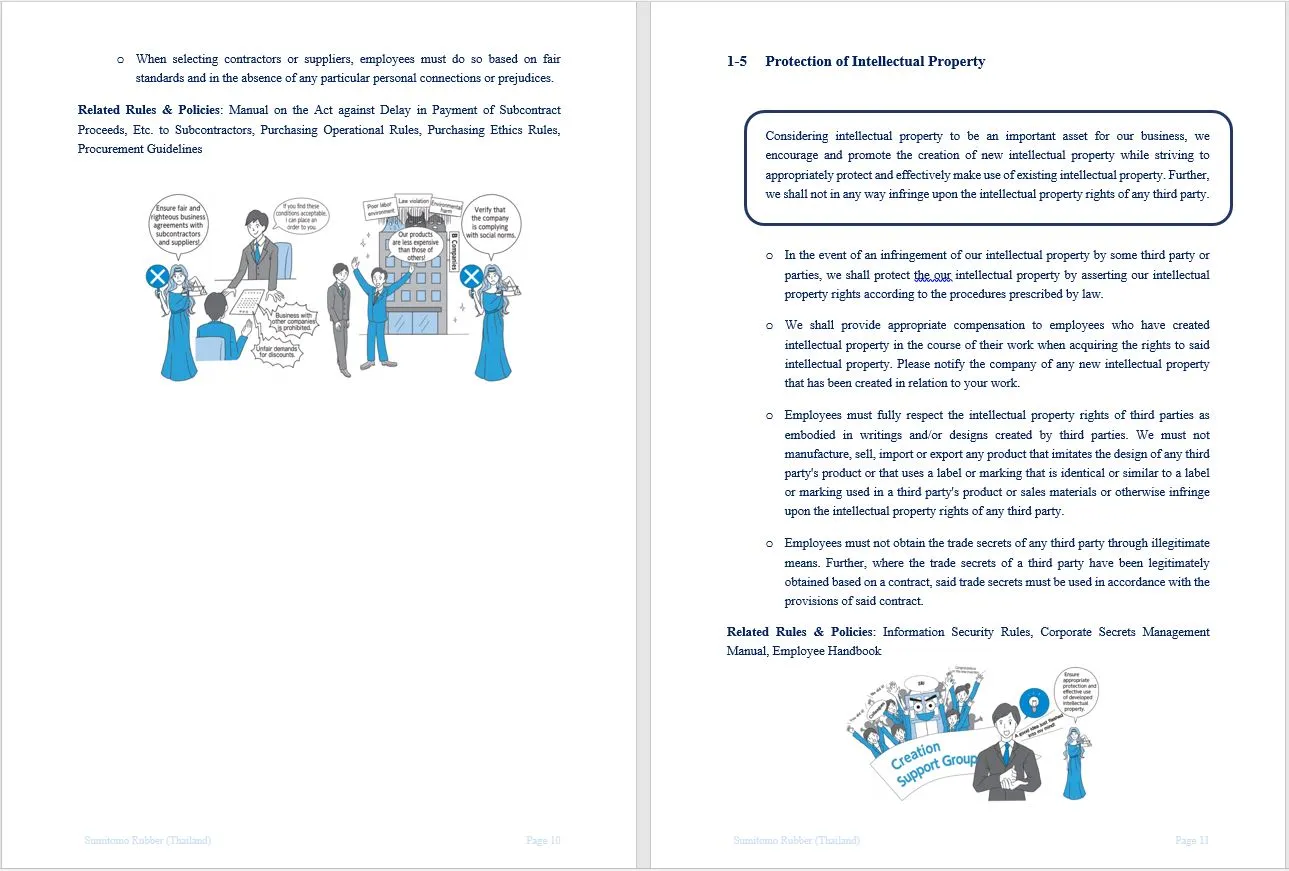 o When selecting contractors or suppliers, employees must do so based on fair
standards and in the absence of any particular personal connections or prejudices.
Related Rules & Policies: Manual on the Act against Delay in Payment of Subcontract
Proceeds, Etc. to Subcontractors, Purchasing Operational Rules, Purchasing Ethics Rules,
Procurement Guidelines
Ensure fair and
righteous business
agreements with
subcontractors
and suppliers!
If you find these
conditions acceptable,
I can place an
order to you.
Business with
other companies
is prohibited.
Unfair demands
for discounts.
Poor labor
environment
Law violation
Environmental
harm
Our products
are less expensive
than those of
others!
B Companies
Verify that
the company
is complying
with social norms.
Sumitomo Rubber (Thailand)
Page 10
1-5 Protection of Intellectual Property
Considering intellectual property to be an important asset for our business, we
encourage and promote the creation of new intellectual property while striving to
appropriately protect and effectively make use of existing intellectual property. Further,
we shall not in any way infringe upon the intellectual property rights of any third party.
o In the event of an infringement of our intellectual property by some third party or
parties, we shall protect the our intellectual property by asserting our intellectual
property rights according to the procedures prescribed by law.
o We shall provide appropriate compensation to employees who have created
intellectual property in the course of their work when acquiring the rights to said
intellectual property. Please notify the company of any new intellectual property
that has been created in relation to your work.
o Employees must fully respect the intellectual property rights of third parties as
embodied in writings and/or designs created by third parties. We must not
manufacture, sell, import or export any product that imitates the design of any third
party's product or that uses a label or marking that is identical or similar to a label
or marking used in a third party's product or sales materials or otherwise infringe
upon the intellectual property rights of any third party.
o Employees must not obtain the trade secrets of any third party through illegitimate
means. Further, where the trade secrets of a third party have been legitimately
obtained based on a contract, said trade secrets must be used in accordance with the
provisions of said contract.
Related Rules & Policies: Information Security Rules, Corporate Secrets Management
Manual, Employee Handbook
You did it!
You did it!
Colleagues
SRI
Congratulations
Creation
Support Group
A good idea just flashed
into my mind!
Ensure
appropriate
protection and
effective use
of developed
intellectual
property.
Sumitomo Rubber (Thailand)
Page 11